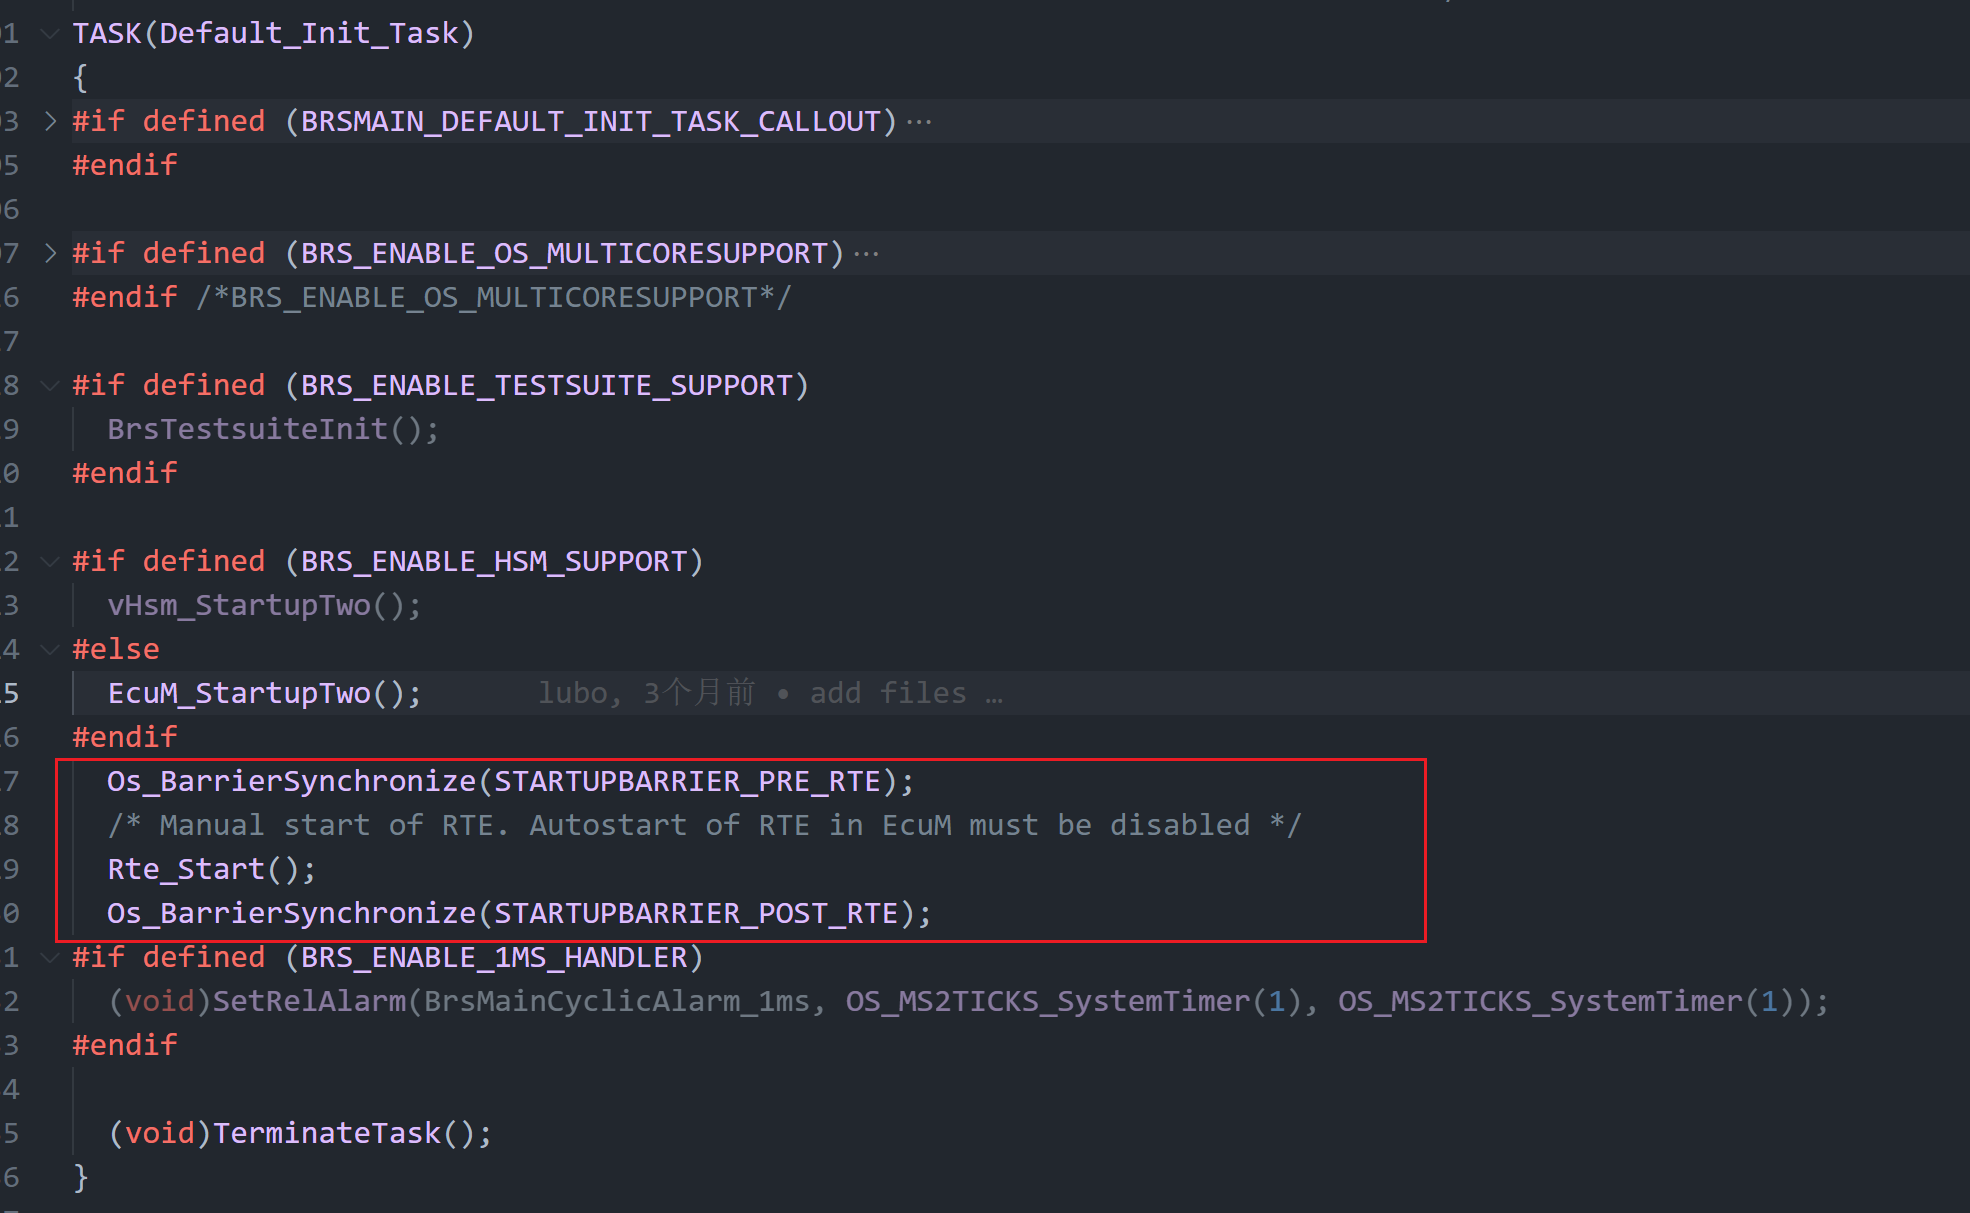 1 TASK(Default_Init_Task)
2 {
3 #if defined (BRSMAIN_DEFAULT_INIT_TASK_CALLOUT)···
5 #endif
6
7 #if defined (BRS_ENABLE_OS_MULTICORESUPPORT)···
6 #endif /*BRS_ENABLE_OS_MULTICORESUPPORT*/
7
8 #if defined (BRS_ENABLE_TESTSUITE_SUPPORT)
9 BrsTestsuiteInit();
0 #endif
1
2 #if defined (BRS_ENABLE_HSM_SUPPORT)
3 vHsm_StartupTwo();
4 #else
5 EcuM_StartupTwo(); lubo, 3个月前 • add files …
6 #endif
7 Os_BarrierSynchronize(STARTUPBARRIER_PRE_RTE);
8 /* Manual start of RTE. Autostart of RTE in EcuM must be disabled */
9 Rte_Start();
0 Os_BarrierSynchronize(STARTUPBARRIER_POST_RTE);
1 #if defined (BRS_ENABLE_1MS_HANDLER)
2 (void)SetRelAlarm(BrsMainCyclicAlarm_1ms, OS_MS2TICKS_SystemTimer(1), OS_MS2TICKS_SystemTimer(1));
3 #endif
4
5 (void)TerminateTask();
6 }